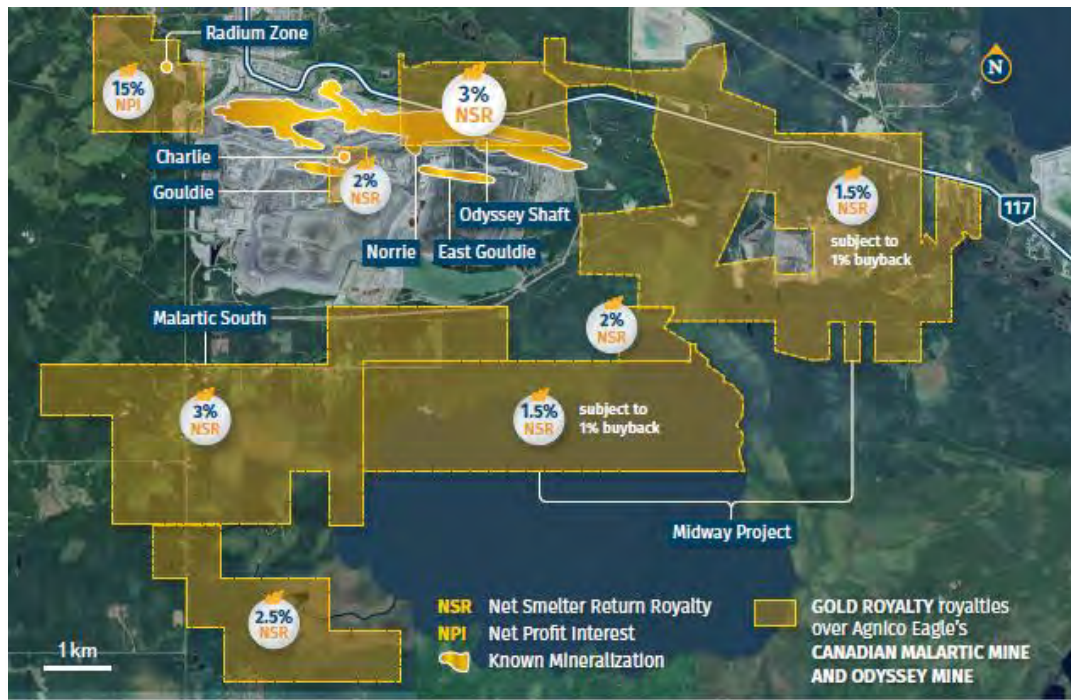 Radium Zone
N
15%
NPI
3%
NSR
Charlie
Gouldie
2%
NSR
1.5%
NSR
subject to
1% buyback
117
Odyssey Shaft
Norrie
East Gouldie
Malartic South
2%
NSR
3%
NSR
1.5%
NSR
subject to
1% buyback
Midway Project
2.5%
NSR
1 km
NSR Net Smelter Return Royalty
NPI Net Profit Interest
Known Mineralization
GOLD ROYALTY royalties
over Agnico Eagle's
CANADIAN MALARTIC MINE
AND ODYSSEY MINE